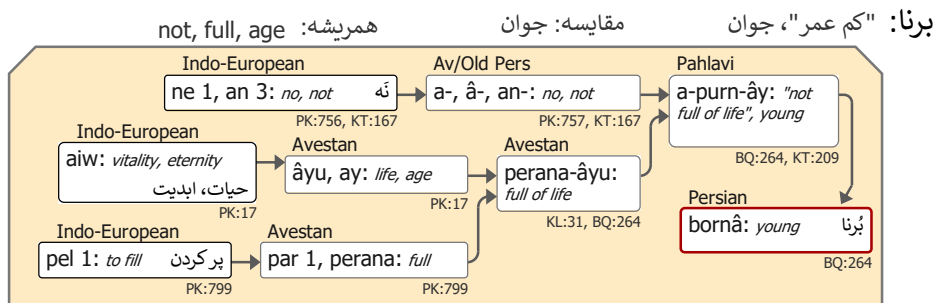 برنا: "کم عمر"، جوان مقایسه: جوان همریشه: not, full, age
Indo-European Av/Old Pers Pahlavi
ne 1, an 3: no, not نَه
PK:756, KT:167
a-, â-, an-: no, not
PK:757, KT:167
a-purn-ây: "not
full of life", young
BQ:264, KT:209
Indo-European
aiw: vitality, eternity
حیات، ابدیت
PK:17
Avestan
âyu, ay: life, age
PK:17
Avestan
perana-âyu:
full of life
KL:31, BQ:264
Persian
bornâ: young بُرنا
BQ:264
Indo-European
pel 1: to fill پر کردن
PK:799
Avestan
par 1, perana: full
PK:799